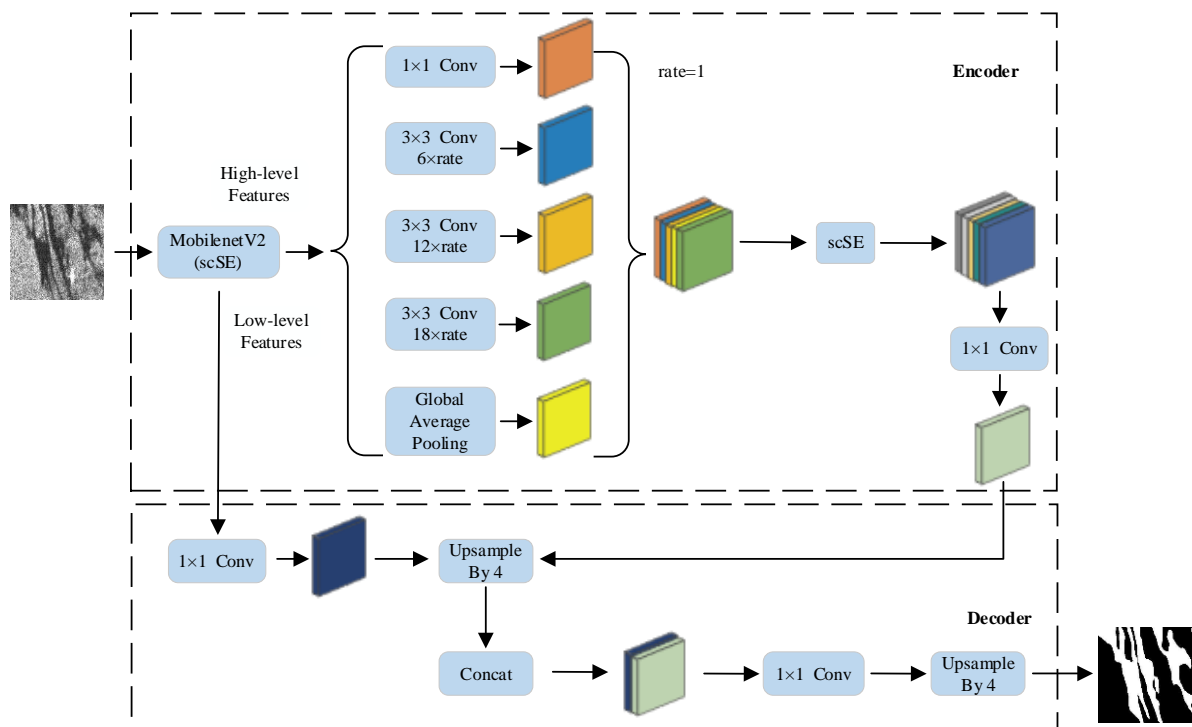 1×1 Conv
rate=1
Encoder
3×3 Conv
6×rate
High-level
Features
MobilenetV2
(scSE)
3×3 Conv
12×rate
scSE
Low-level
Features
3×3 Conv
18×rate
1×1 Conv
Global
Average
Pooling
1×1 Conv
Upsample
By 4
Decoder
Concat
1×1 Conv
Upsample
By 4